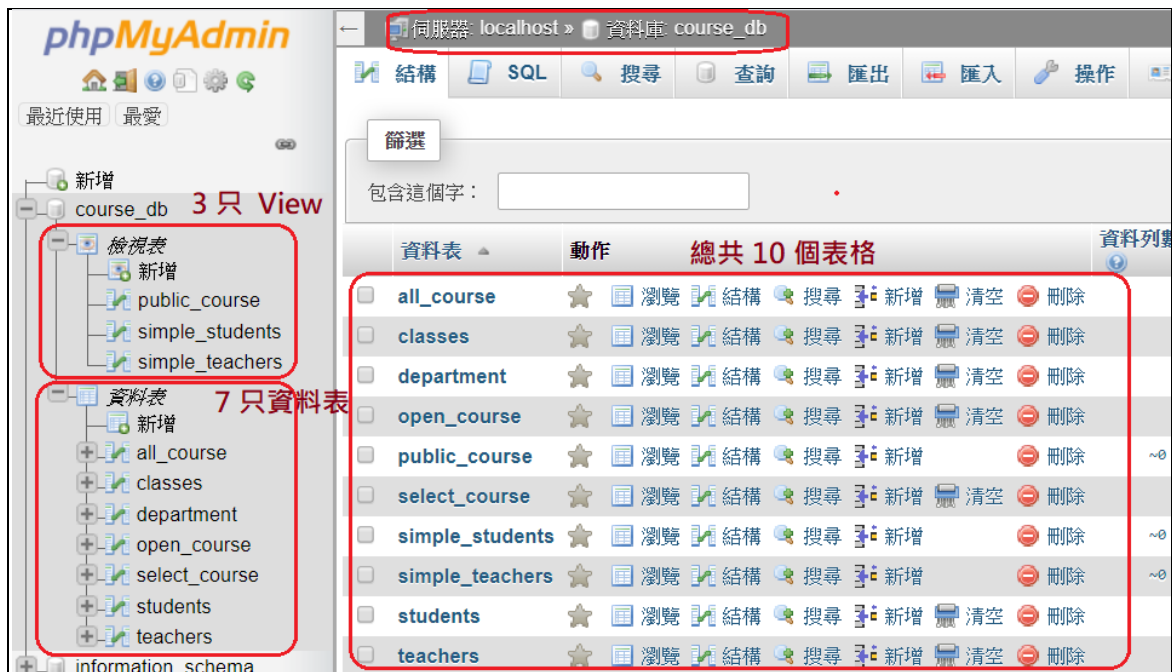 phpMyAdmin
最近使用 最愛
新增
course_db
3 只 View
檢視表
新增
public_course
simple_students
simple_teachers
資料表
7 只資料表
新增
all_course
classes
department
open_course
select_course
students
teachers
information_schema
← 伺服器: localhost » 資料庫: course_db
結構 SQL 搜尋 查詢 匯出 匯入 操作
篩選
包含這個字：
資料表 動作 總共 10 個表格 資料列數
all_course 瀏覽 結構 搜尋 新增 清空 刪除
classes 瀏覽 結構 搜尋 新增 清空 刪除
department 瀏覽 結構 搜尋 新增 清空 刪除
open_course 瀏覽 結構 搜尋 新增 清空 刪除
public_course 瀏覽 結構 搜尋 新增 刪除 ~0
select_course 瀏覽 結構 搜尋 新增 清空 刪除
simple_students 瀏覽 結構 搜尋 新增 刪除 ~0
simple_teachers 瀏覽 結構 搜尋 新增 刪除 ~0
students 瀏覽 結構 搜尋 新增 清空 刪除
teachers 瀏覽 結構 搜尋 新增 清空 刪除